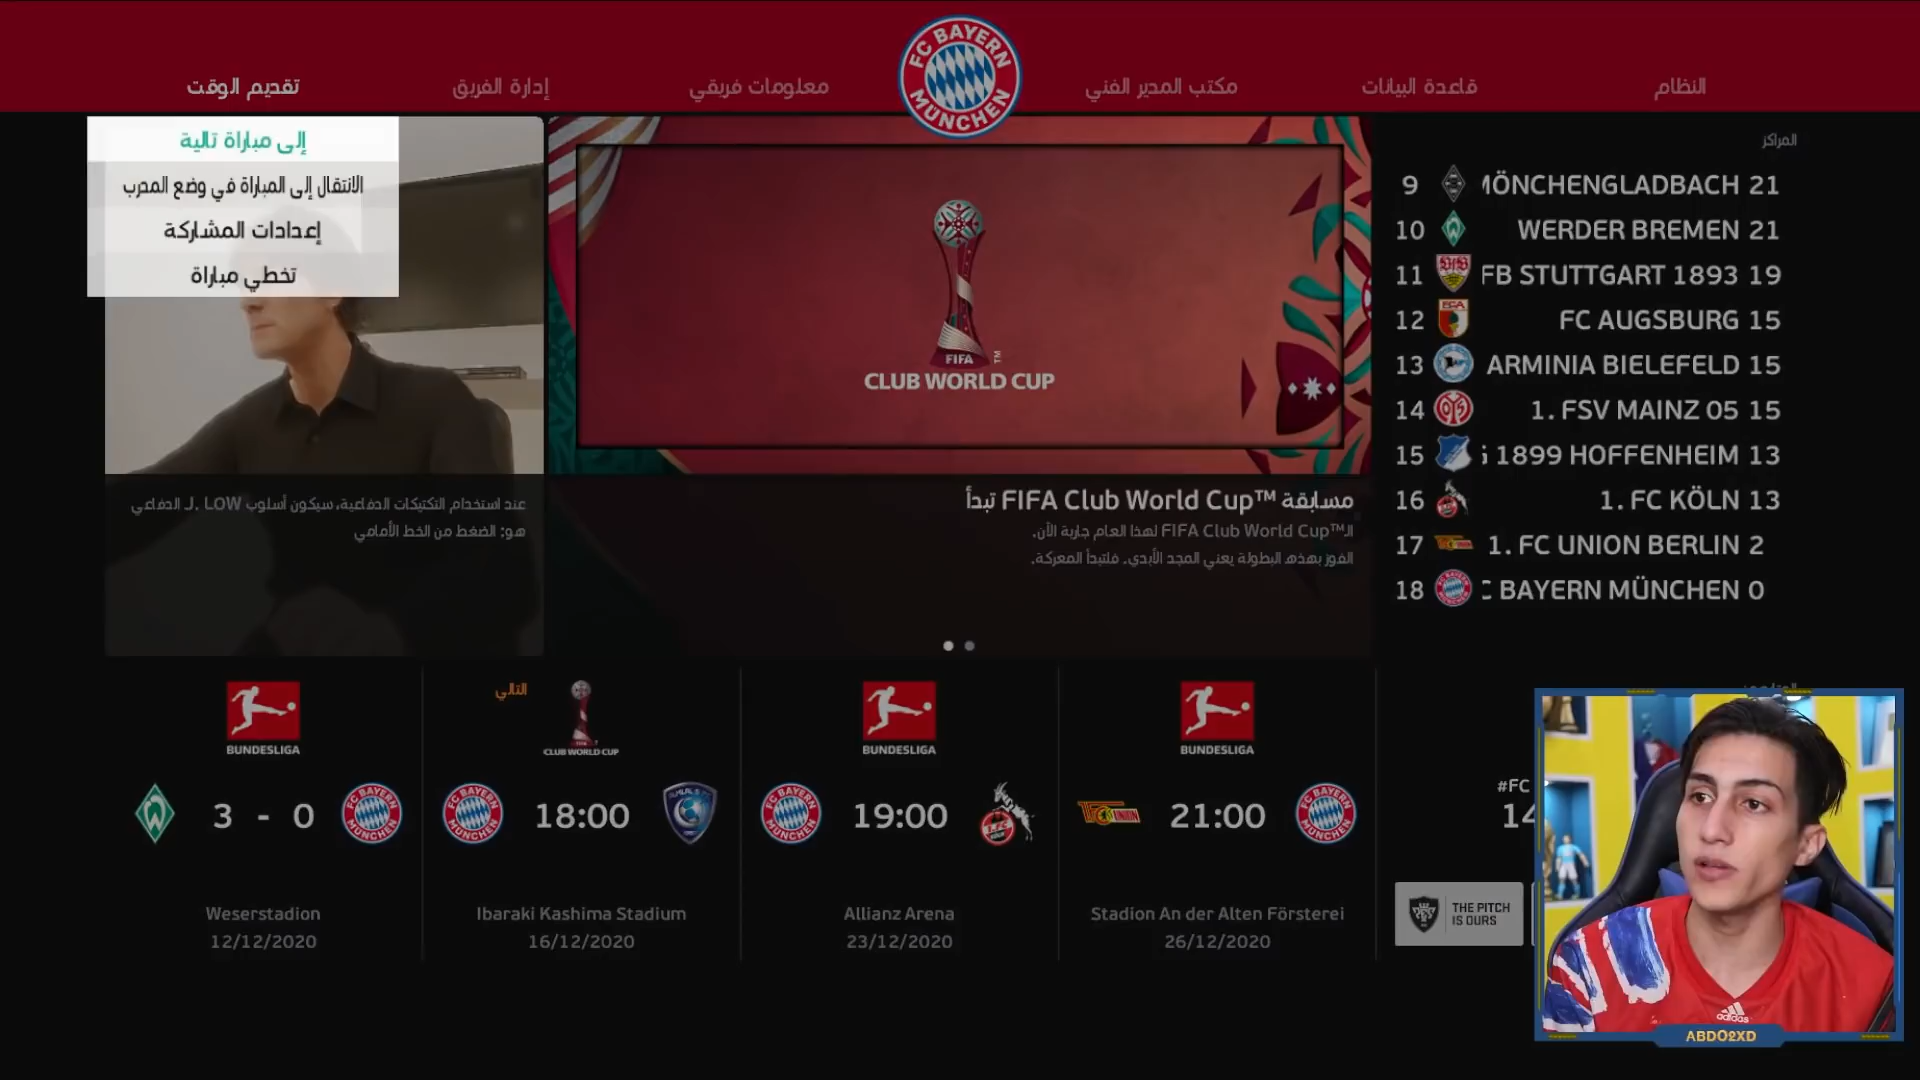 النظام
قاعدة البيانات
مكتب المدير الفني
FC BAYERN MÜNCHEN
معلومات فريقي
إدارة الفريق
تقديم الوقت
إلى مباراة تالية
الانتقال إلى المباراة في وضع المدرب
إعدادات المشاركة
تخطي مباراة
عند استخدام التكتيكات الدفاعية، سيكون أسلوب J. LOW الدفاعي
هو: الضغط من الخط الأمامي
FIFA
CLUB WORLD CUP
TM
مسابقة FIFA Club World Cup™ تبدأ
الـFIFA Club World Cup™ لهذا العام جارية الآن.
الفوز بهذه البطولة يعني المجد الأبدي. فلتبدأ المعركة.
المراكز
9 MÖNCHENGLADBACH 21
10 WERDER BREMEN 21
11 FB STUTTGART 1893 19
12 FC AUGSBURG 15
13 ARMINIA BIELEFELD 15
14 1. FSV MAINZ 05 15
15 G 1899 HOFFENHEIM 13
16 1. FC KÖLN 13
17 1. FC UNION BERLIN 2
18 C BAYERN MÜNCHEN 0
BUNDESLIGA
3 - 0
Weserstadion
12/12/2020
التالي
CLUB WORLD CUP
18:00
Ibaraki Kashima Stadium
16/12/2020
BUNDESLIGA
19:00
Allianz Arena
23/12/2020
BUNDESLIGA
21:00
Stadion An der Alten Försterei
26/12/2020
#FC
14
THE PITCH
IS OURS
adidas
ABDO2XD